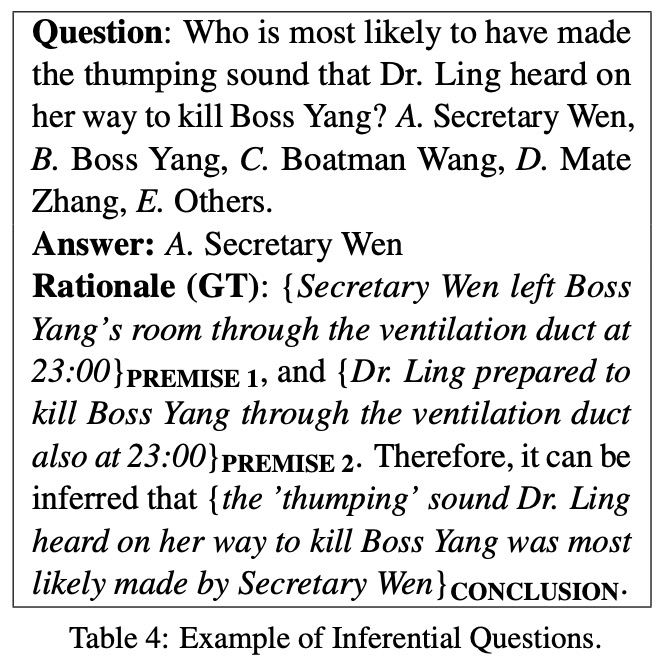 Question: Who is most likely to have made
the thumping sound that Dr. Ling heard on
her way to kill Boss Yang? A. Secretary Wen,
B. Boss Yang, C. Boatman Wang, D. Mate
Zhang, E. Others.
Answer: A. Secretary Wen
Rationale (GT): {Secretary Wen left Boss
Yang's room through the ventilation duct at
23:00}PREMISE 1, and {Dr. Ling prepared to
kill Boss Yang through the ventilation duct
also at 23:00}PREMISE 2. Therefore, it can be
inferred that {the 'thumping' sound Dr. Ling
heard on her way to kill Boss Yang was most
likely made by Secretary Wen}CONCLUSION.
Table 4: Example of Inferential Questions.